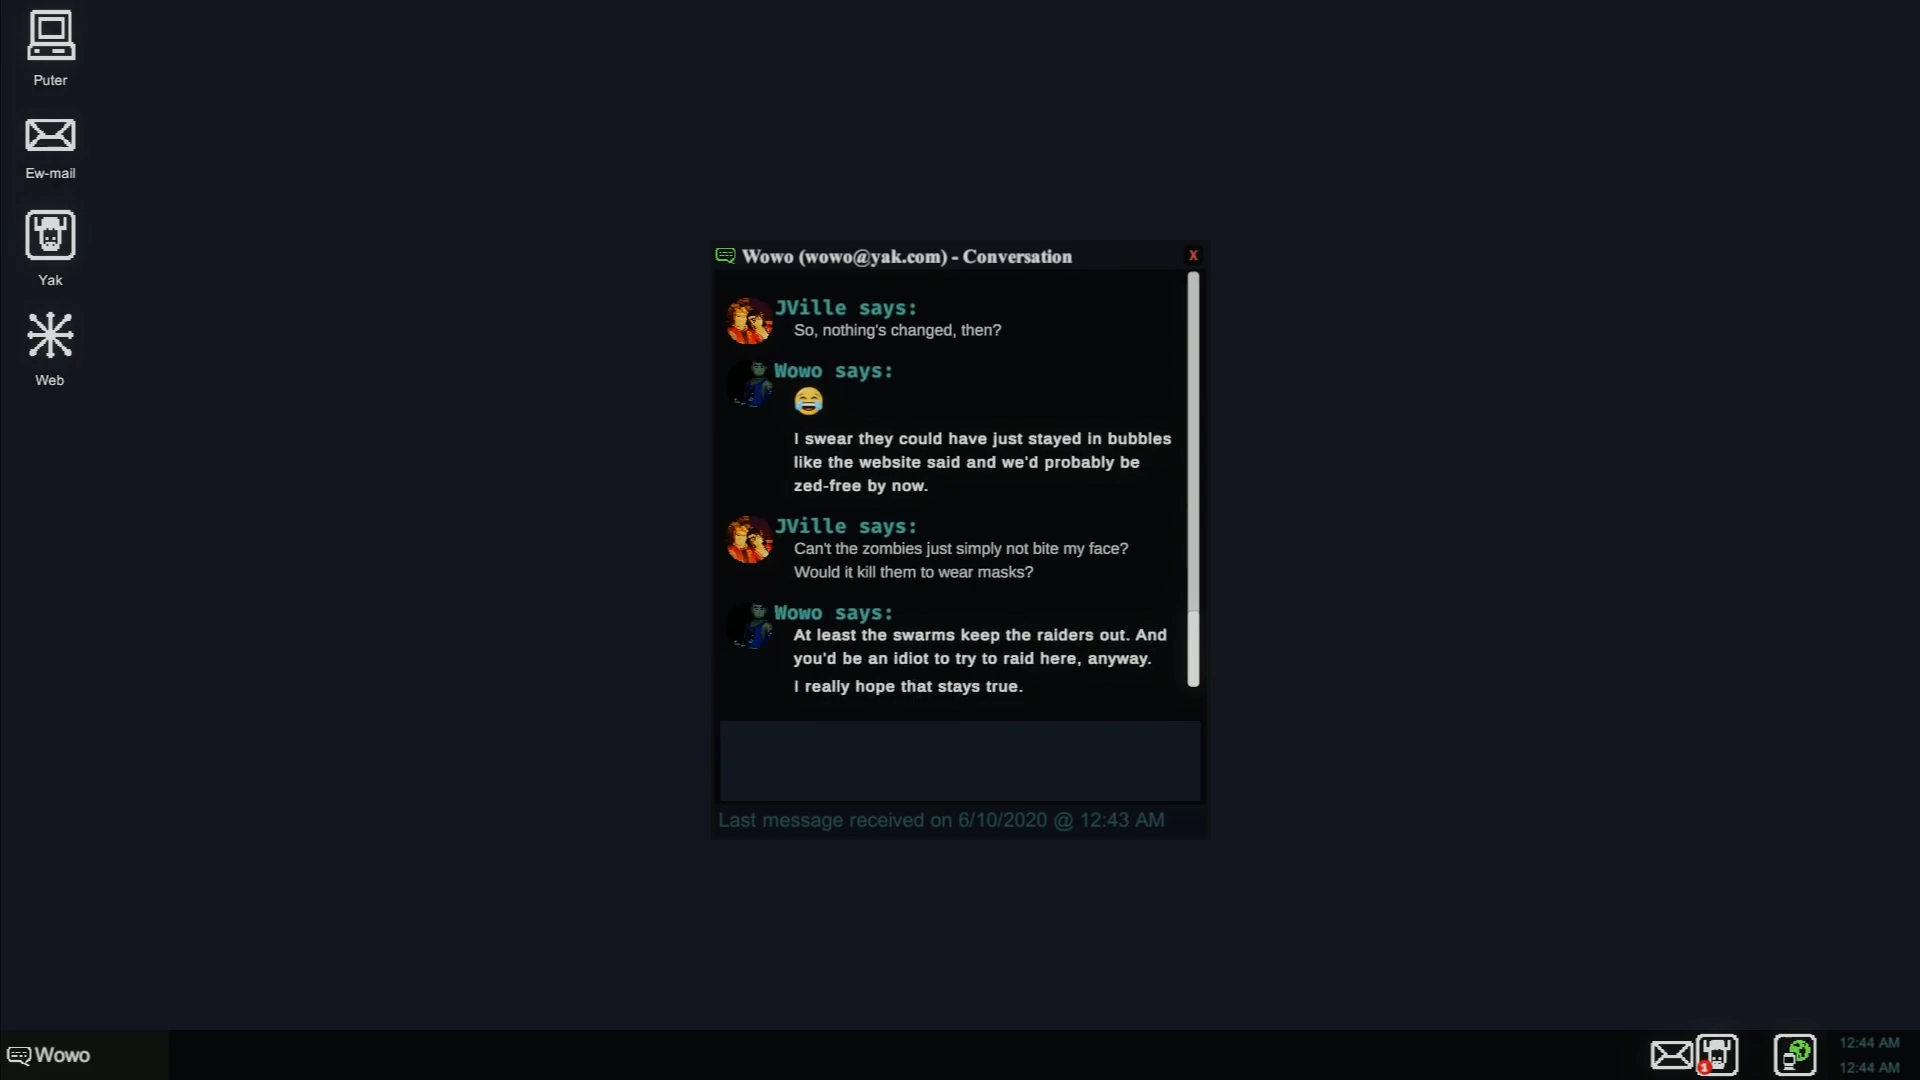 Puter
Ew-mail
Yak
Web
Wowo (wowo@yak.com) - Conversation
X
JVille says:
So, nothing's changed, then?
Wowo says:
😂
I swear they could have just stayed in bubbles
like the website said and we'd probably be
zed-free by now.
JVille says:
Can't the zombies just simply not bite my face?
Would it kill them to wear masks?
Wowo says:
At least the swarms keep the raiders out. And
you'd be an idiot to try to raid here, anyway.
I really hope that stays true.
Last message received on 6/10/2020 @ 12:43 AM
Wowo
1
12:44 AM
12:44 AM